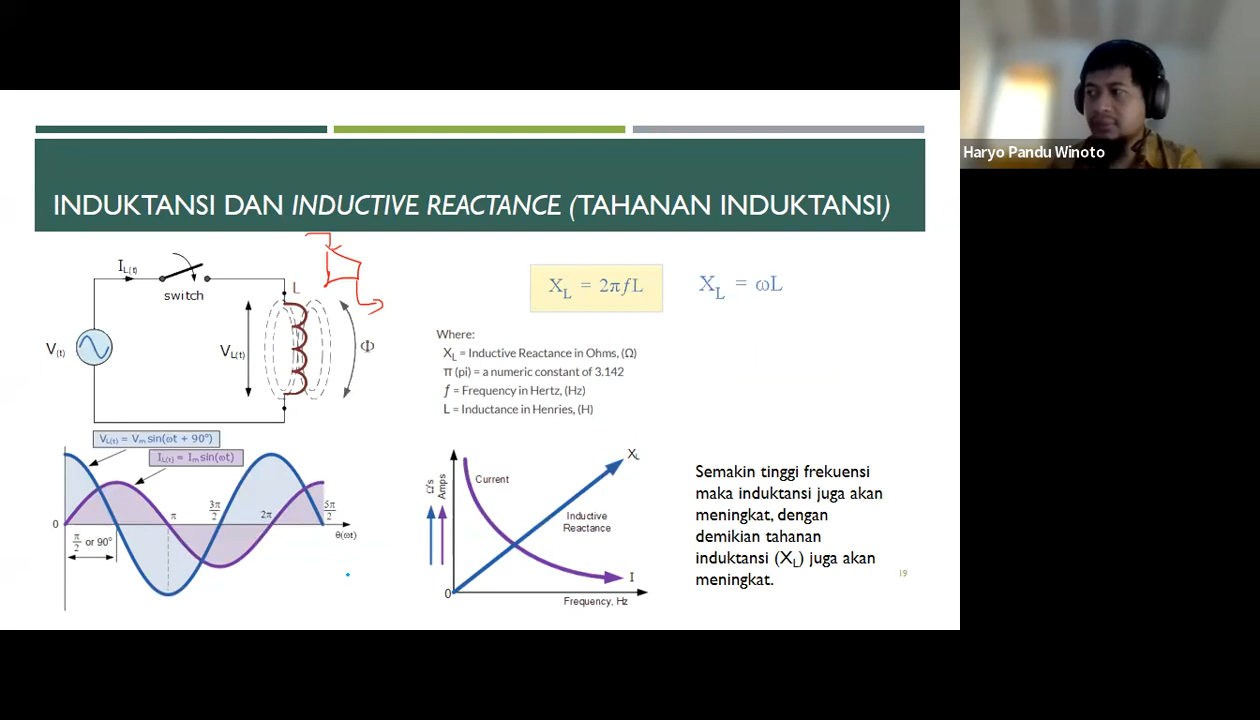 Haryo Pandu Winoto
INDUKTANSI DAN INDUCTIVE REACTANCE (TAHANAN INDUKTANSI)
I_L(t)
switch
L
V(t)
V_L(t)
Φ
X_L = 2πfL
X_L = ωL
Where:
X_L = Inductive Reactance in Ohms, (Ω)
π (pi) = a numeric constant of 3.142
f = Frequency in Hertz, (Hz)
L = Inductance in Henries, (H)
V_L(t) = V_m sin(ωt + 90°)
I_L(t) = I_m sin(ωt)
0
π/2 or 90°
π
3π/2
2π
5π/2
θ(ωt)
Ω's
Amps
Current
X_L
Inductive
Reactance
I
0
Frequency, Hz
Semakin tinggi frekuensi
maka induktansi juga akan
meningkat, dengan
demikian tahanan
induktansi (X_L) juga akan
meningkat.
19